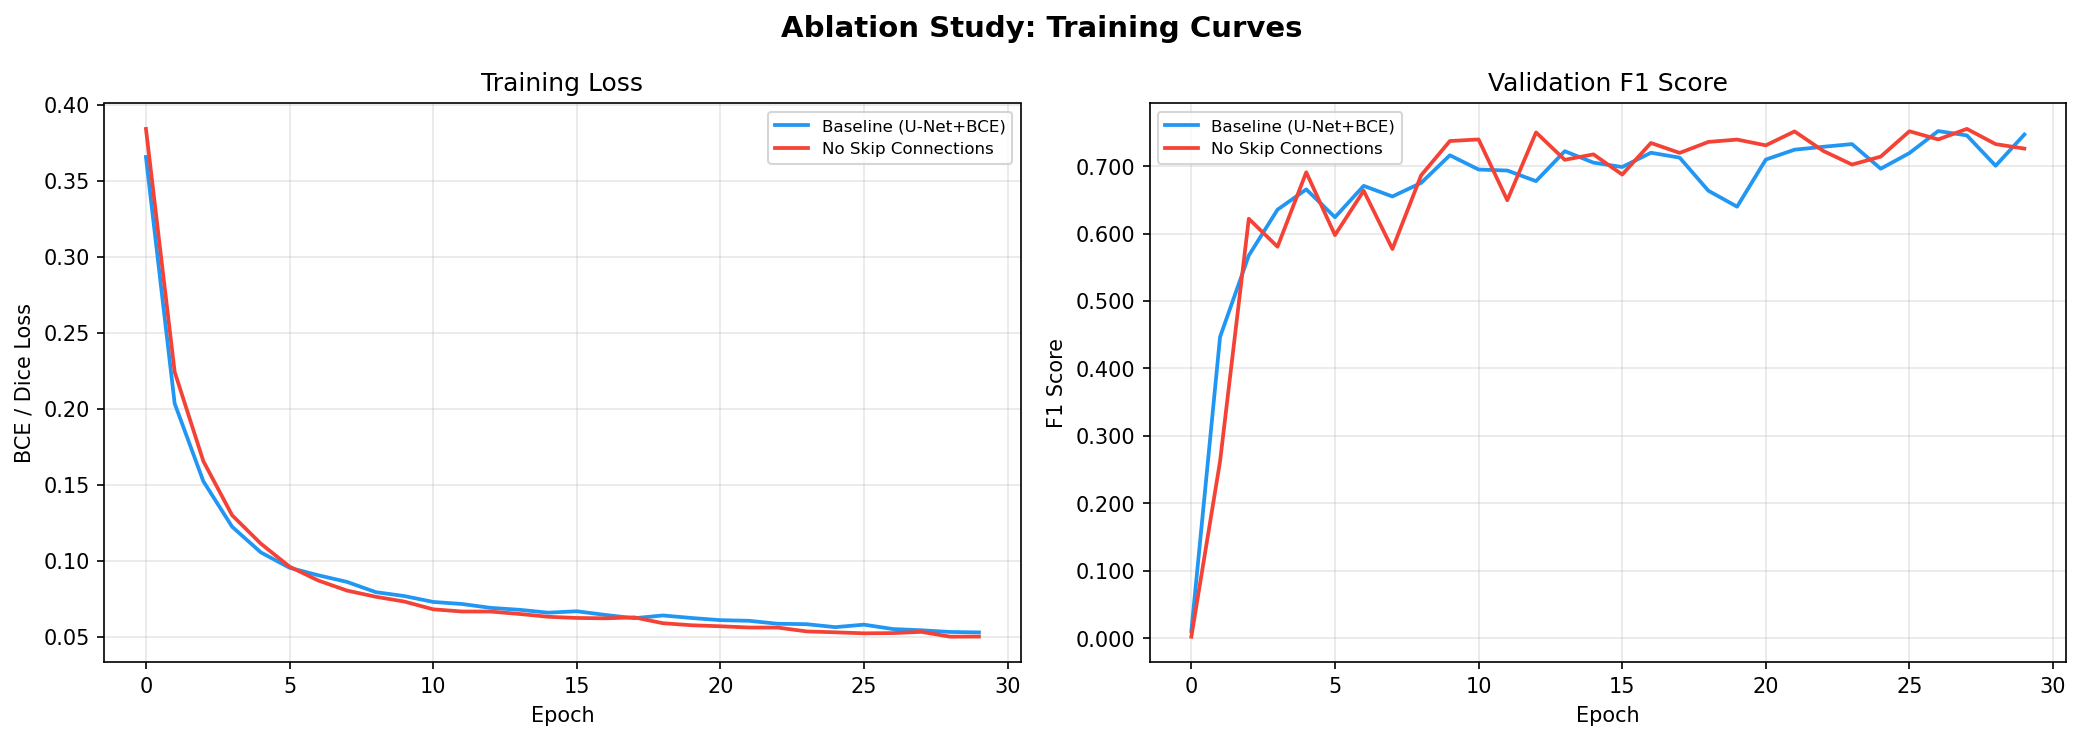 Ablation Study: Training Curves
Training Loss
0.40
0.35
0.30
0.25
0.20
0.15
0.10
0.05
BCE / Dice Loss
Baseline (U-Net+BCE)
No Skip Connections
0
5
10
15
20
25
30
Epoch
Validation F1 Score
0.700
0.600
0.500
0.400
0.300
0.200
0.100
0.000
F1 Score
Baseline (U-Net+BCE)
No Skip Connections
0
5
10
15
20
25
30
Epoch